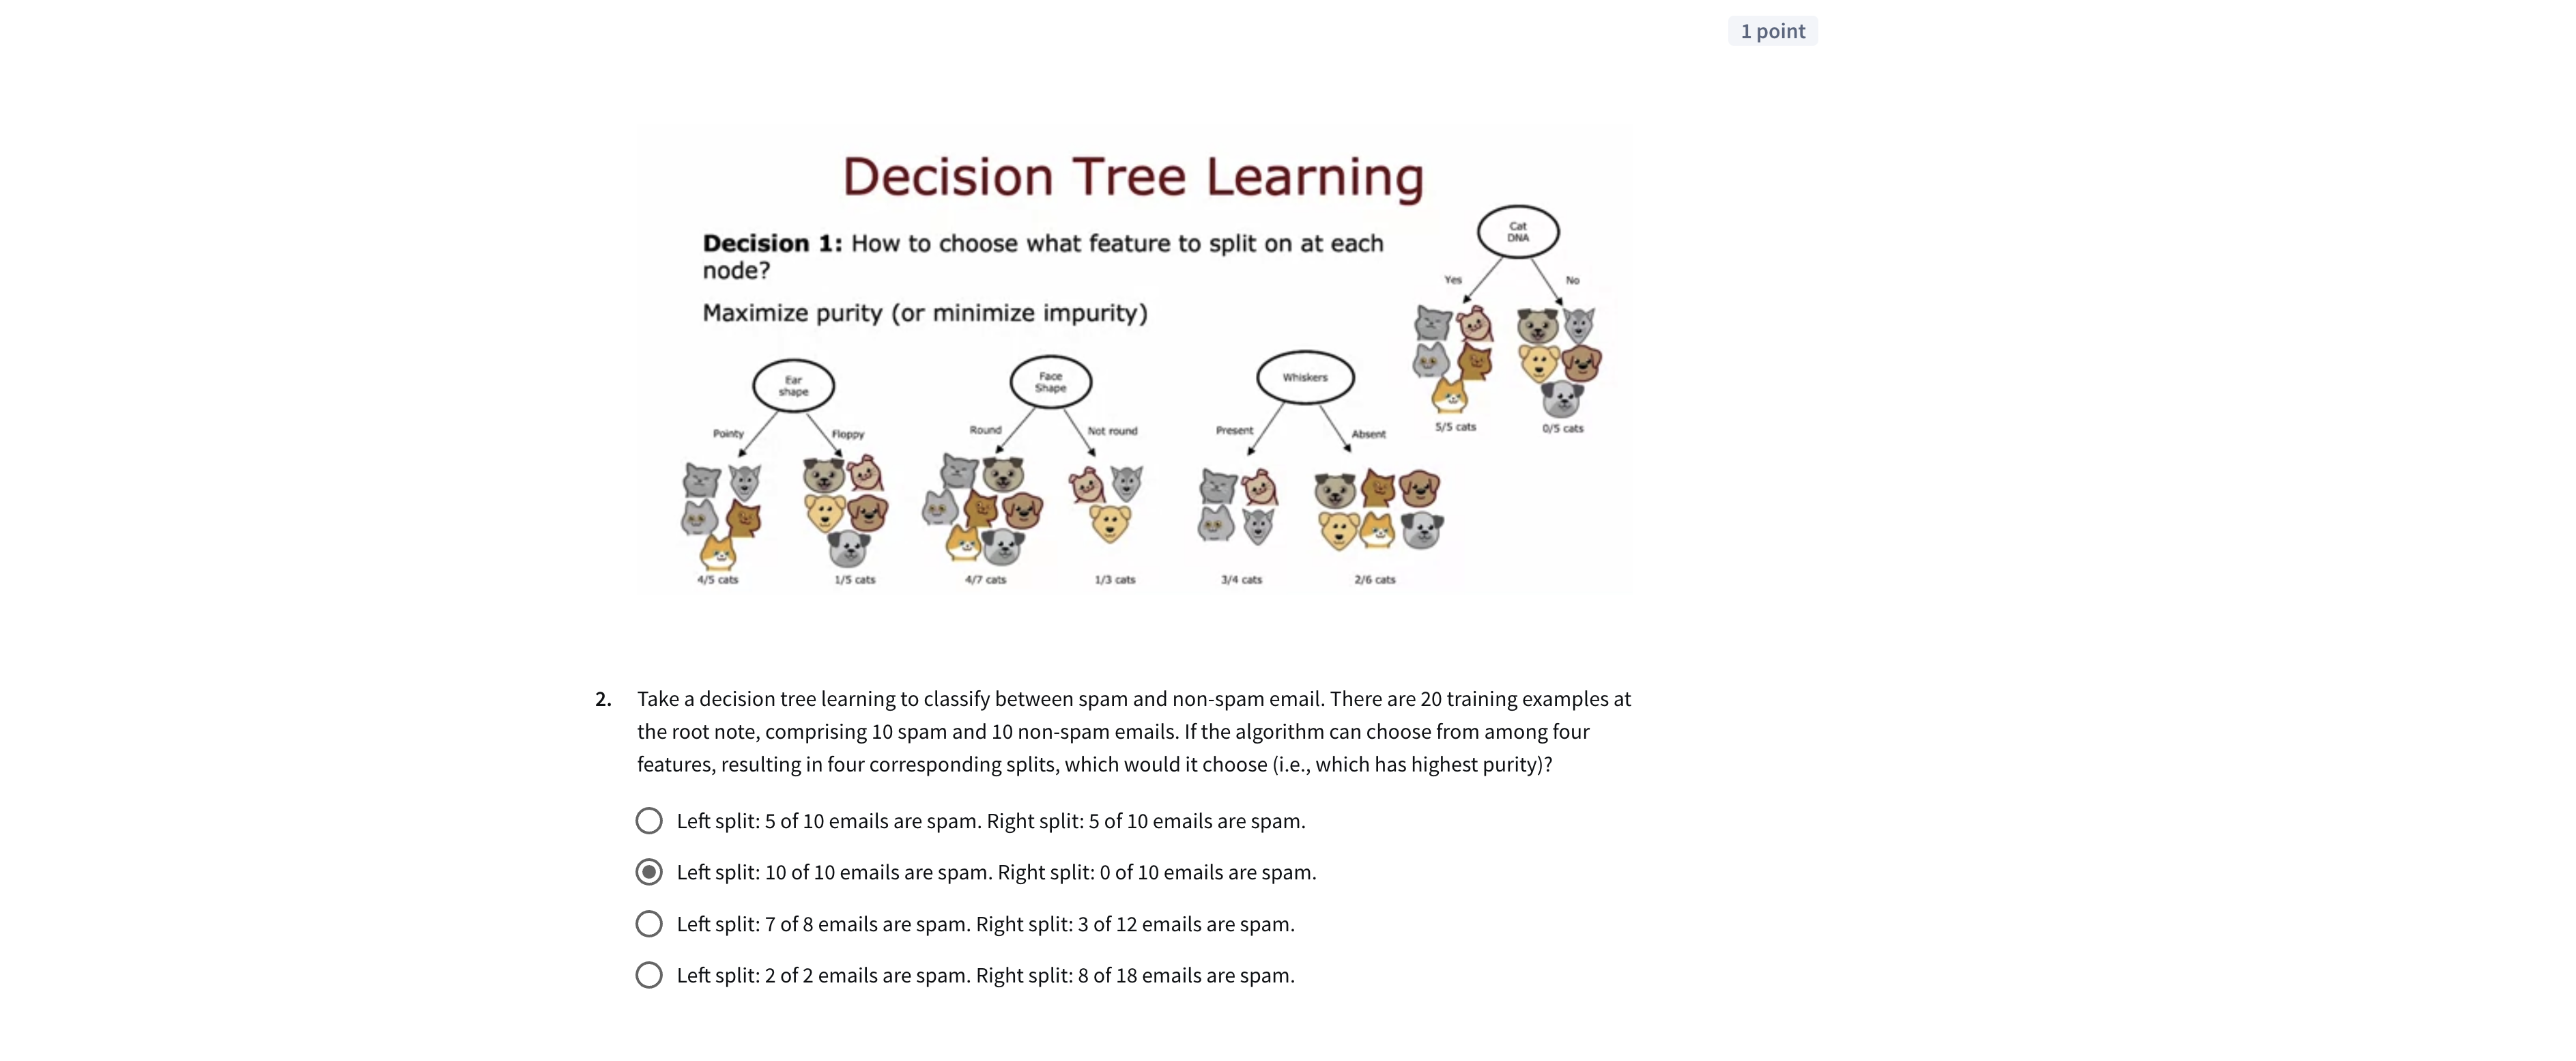 1 point
Decision Tree Learning
Decision 1: How to choose what feature to split on at each
node?
Maximize purity (or minimize impurity)
Cat
DNA
Yes
No
5/5 cats
0/5 cats
Ear
shape
Pointy
Floppy
4/5 cats
1/5 cats
Face
Shape
Round
Not round
4/7 cats
1/3 cats
Whiskers
Present
Absent
3/4 cats
2/6 cats
2. Take a decision tree learning to classify between spam and non-spam email. There are 20 training examples at
the root note, comprising 10 spam and 10 non-spam emails. If the algorithm can choose from among four
features, resulting in four corresponding splits, which would it choose (i.e., which has highest purity)?
Left split: 5 of 10 emails are spam. Right split: 5 of 10 emails are spam.
Left split: 10 of 10 emails are spam. Right split: 0 of 10 emails are spam.
Left split: 7 of 8 emails are spam. Right split: 3 of 12 emails are spam.
Left split: 2 of 2 emails are spam. Right split: 8 of 18 emails are spam.